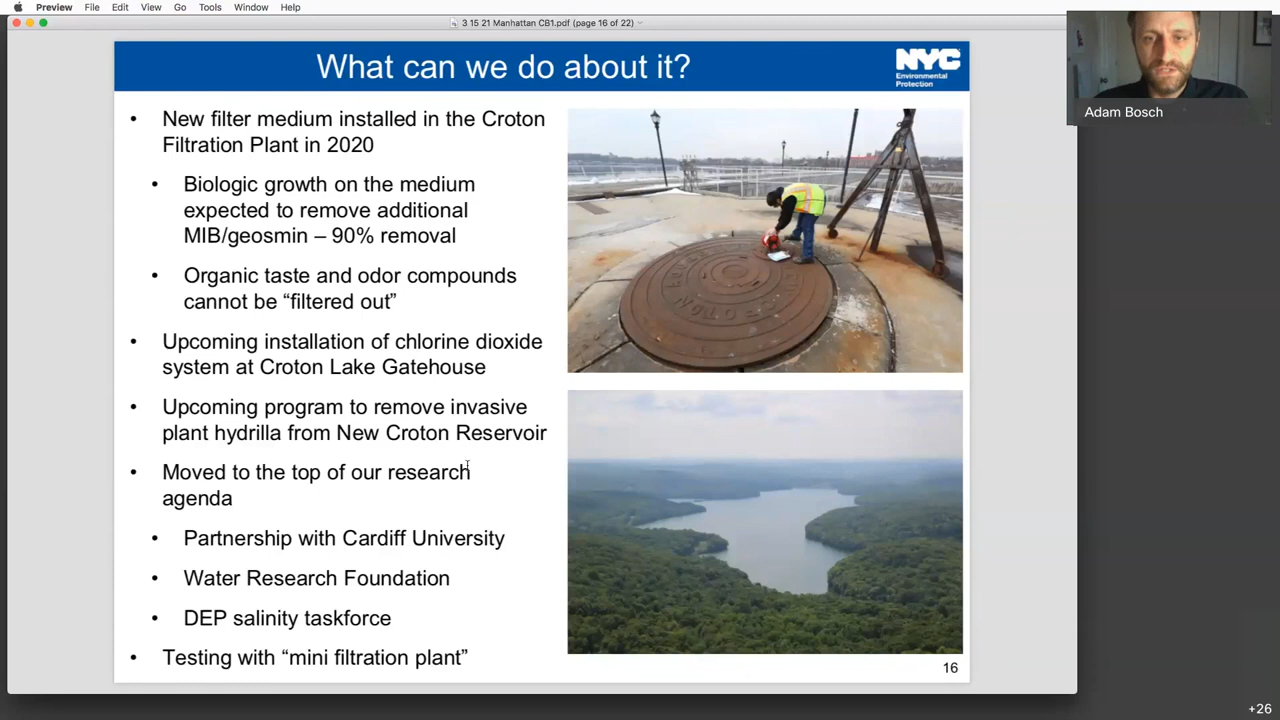 Preview File Edit View Go Tools Window Help
3 15 21 Manhattan CB1.pdf (page 16 of 22)
What can we do about it?
NYC
Environmental
Protection
• New filter medium installed in the Croton
Filtration Plant in 2020
• Biologic growth on the medium
expected to remove additional
MIB/geosmin – 90% removal
• Organic taste and odor compounds
cannot be “filtered out”
• Upcoming installation of chlorine dioxide
system at Croton Lake Gatehouse
• Upcoming program to remove invasive
plant hydrilla from New Croton Reservoir
• Moved to the top of our research
agenda
• Partnership with Cardiff University
• Water Research Foundation
• DEP salinity taskforce
• Testing with “mini filtration plant”
CROTON
16
Adam Bosch
+26